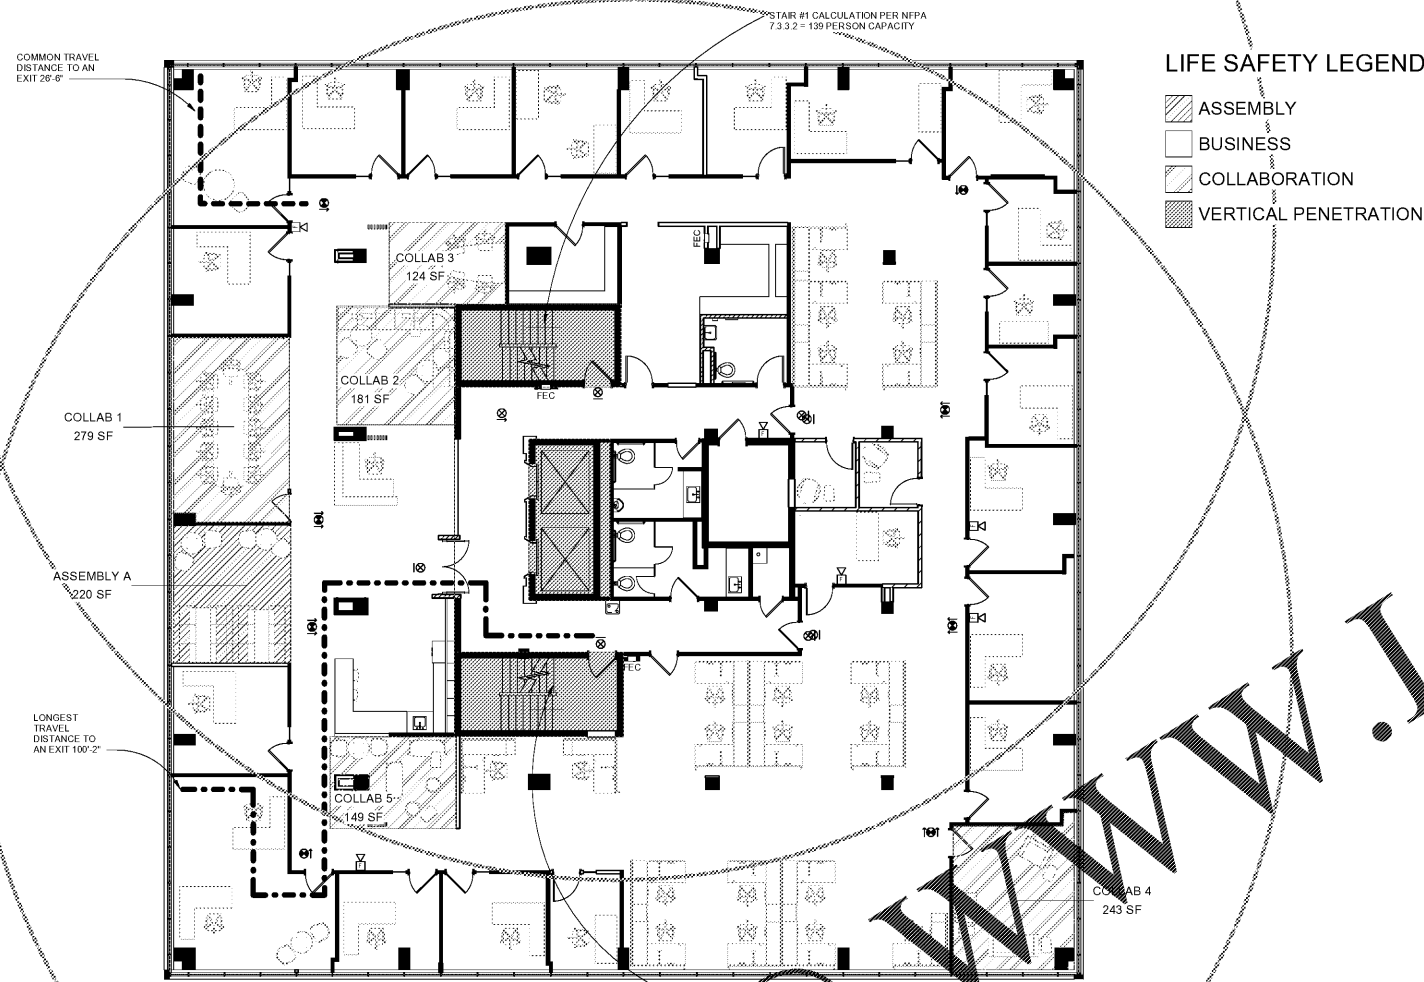 STAIR #1 CALCULATION PER NFPA
7.3.3.2 = 139 PERSON CAPACITY
COMMON TRAVEL
DISTANCE TO AN
EXIT 26'-6"
LIFE SAFETY LEGEND
ASSEMBLY
BUSINESS
COLLABORATION
VERTICAL PENETRATION
FEC
COLLAB 3
124 SF
COLLAB 2
181 SF
FEC
COLLAB 1
279 SF
ASSEMBLY A
220 SF
FEC
LONGEST
TRAVEL
DISTANCE TO
AN EXIT 100'-2"
COLLAB 5
149 SF
COLLAB 4
243 SF
WWW.